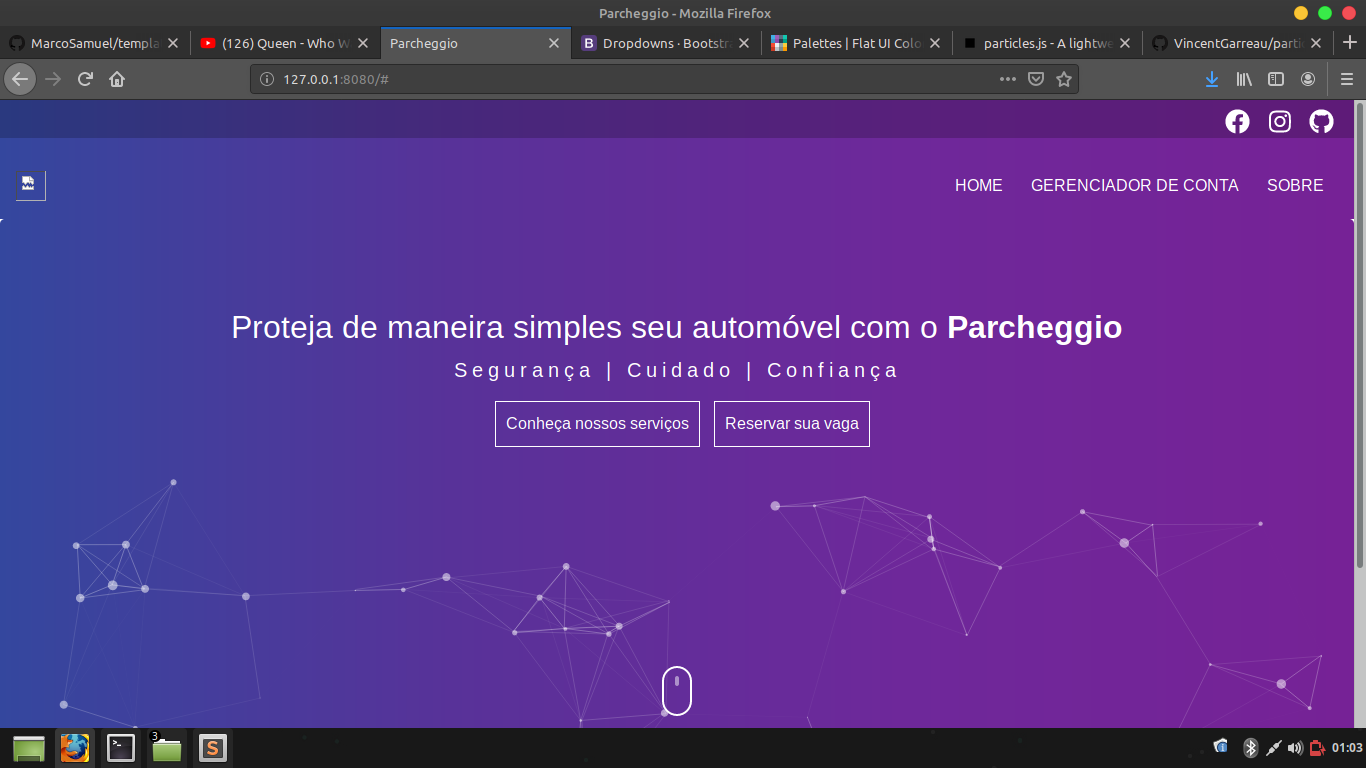 Parcheggio - Mozilla Firefox
MarcoSamuel/templa
(126) Queen - Who W
Parcheggio
Dropdowns · Bootstra
Palettes | Flat UI Colo
particles.js - A lightwe
VincentGarreau/parti
127.0.0.1:8080/#
HOME
GERENCIADOR DE CONTA
SOBRE
Proteja de maneira simples seu automóvel com o Parcheggio
Segurança | Cuidado | Confiança
Conheça nossos serviços
Reservar sua vaga
3
01:03